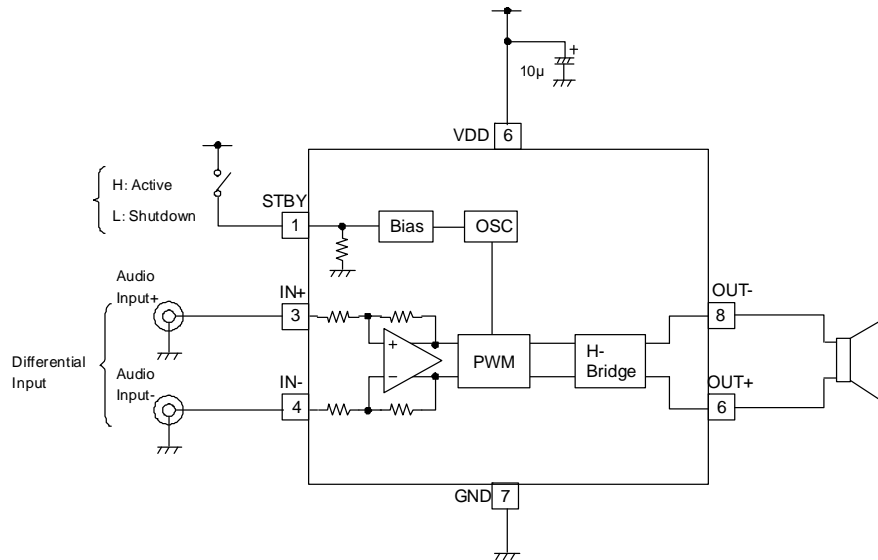 +
10µ
VDD
6
H: Active
L: Shutdown
STBY
1
Bias
OSC
Audio
Input+
IN+
3
OUT-
8
Differential
Input
+
−
PWM
H-
Bridge
Audio
Input-
IN-
4
OUT+
6
GND
7